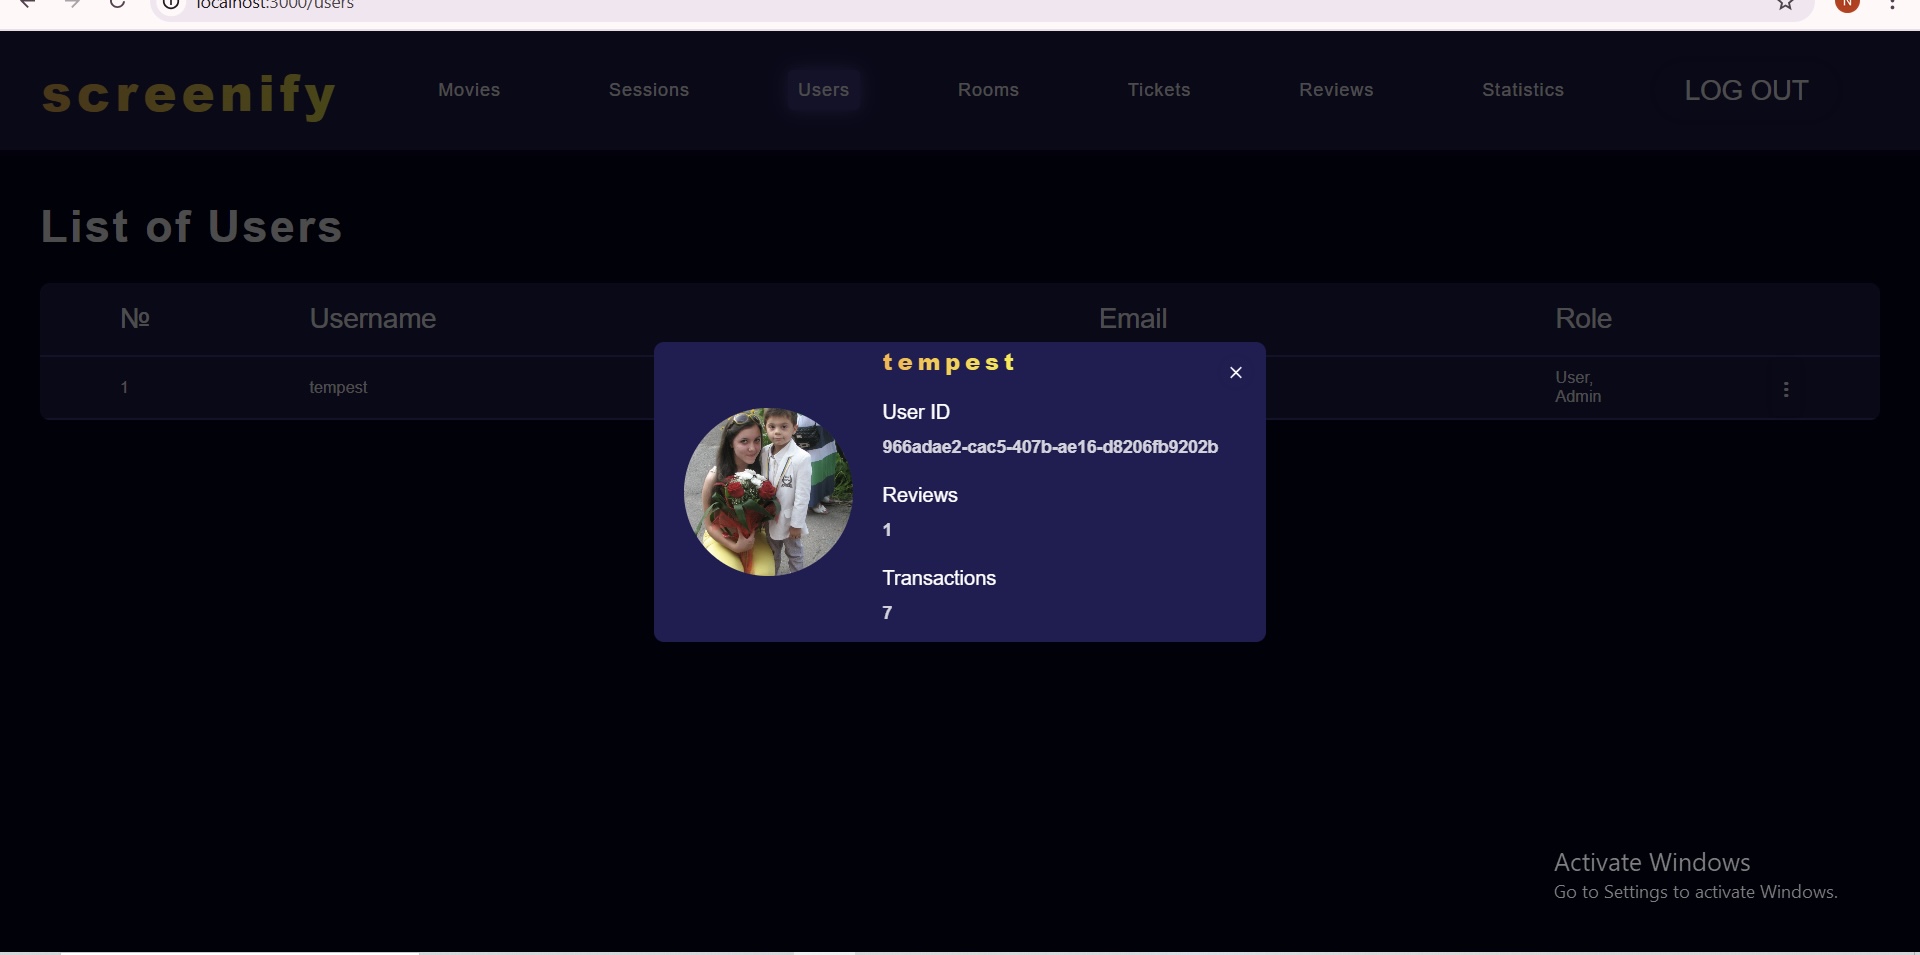 localhost:3000/users
N
screenify
Movies
Sessions
Users
Rooms
Tickets
Reviews
Statistics
LOG OUT
List of Users
№ Username Email Role
1 tempest User,
Admin
tempest
User ID
966adae2-cac5-407b-ae16-d8206fb9202b
Reviews
1
Transactions
7
Activate Windows
Go to Settings to activate Windows.